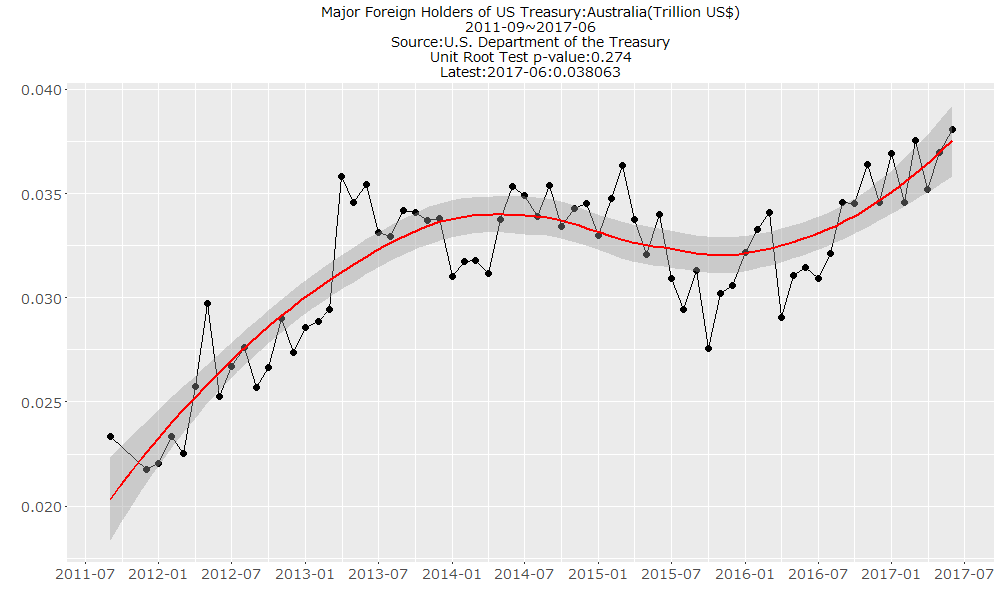 Major Foreign Holders of US Treasury:Australia(Trillion US$)
2011-09~2017-06
Source:U.S. Department of the Treasury
Unit Root Test p-value:0.274
Latest:2017-06:0.038063
0.040
0.035
0.030
0.025
0.020
2011-07 2012-01 2012-07 2013-01 2013-07 2014-01 2014-07 2015-01 2015-07 2016-01 2016-07 2017-01 2017-07